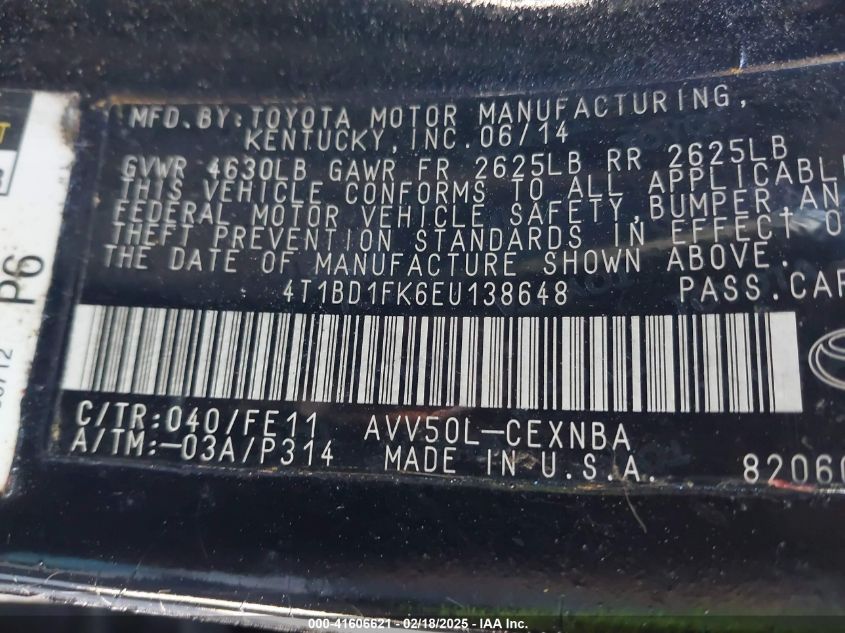 MFD. BY: TOYOTA MOTOR MANUFACTURING,
KENTUCKY, INC. 06/14
GVWR 4630LB GAWR FR 2625LB RR 2625LB
THIS VEHICLE CONFORMS TO ALL APPLICABLE
FEDERAL MOTOR VEHICLE SAFETY, BUMPER, AN
THEFT PREVENTION STANDARDS IN EFFECT O
THE DATE OF MANUFACTURE SHOWN ABOVE.
4T1BD1FK6EU138648 PASS. CAR
C/TR: 040/FE11 AVV50L-CEXNBA
A/TM:-03A/P314 MADE IN U.S.A. 8206
P6
000-41606621 - 02/18/2025 - IAA Inc.